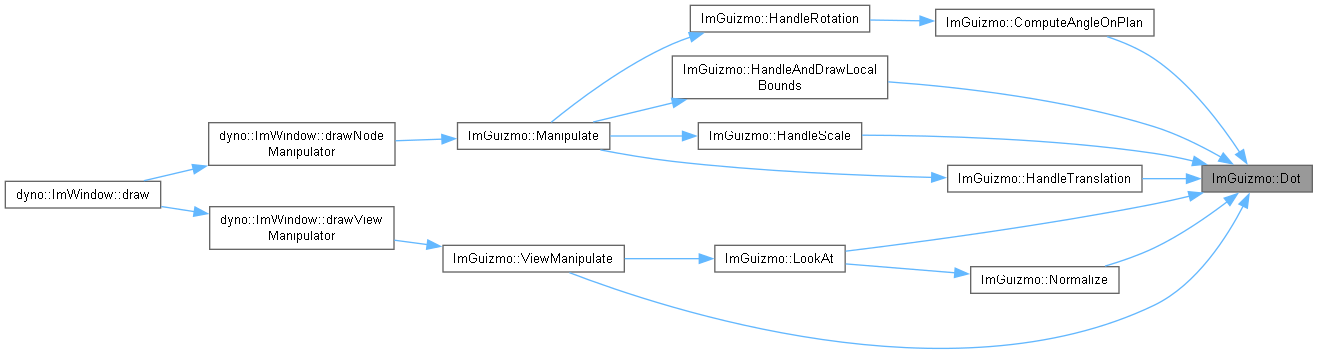 ImGuizmo::HandleRotation
ImGuizmo::ComputeAngleOnPlan
ImGuizmo::HandleAndDrawLocal
Bounds
dyno::ImWindow::drawNode
Manipulator
ImGuizmo::Manipulate
ImGuizmo::HandleScale
ImGuizmo::HandleTranslation
ImGuizmo::Dot
dyno::ImWindow::draw
dyno::ImWindow::drawView
Manipulator
ImGuizmo::ViewManipulate
ImGuizmo::LookAt
ImGuizmo::Normalize